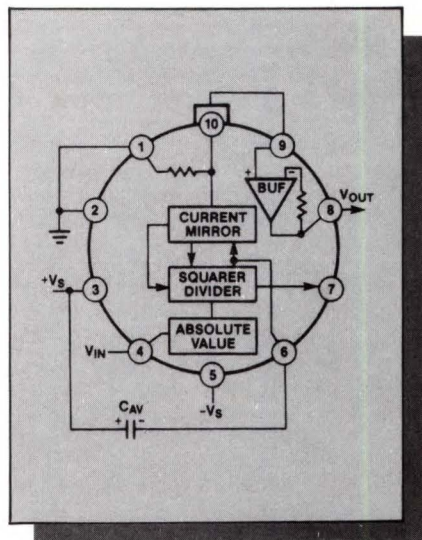 10
1
9
+ −
BUF
2
8
VOUT
CURRENT
MIRROR
+VS
SQUARER
DIVIDER
3
7
ABSOLUTE
VALUE
VIN
4
6
5
CAV
−VS
+ −